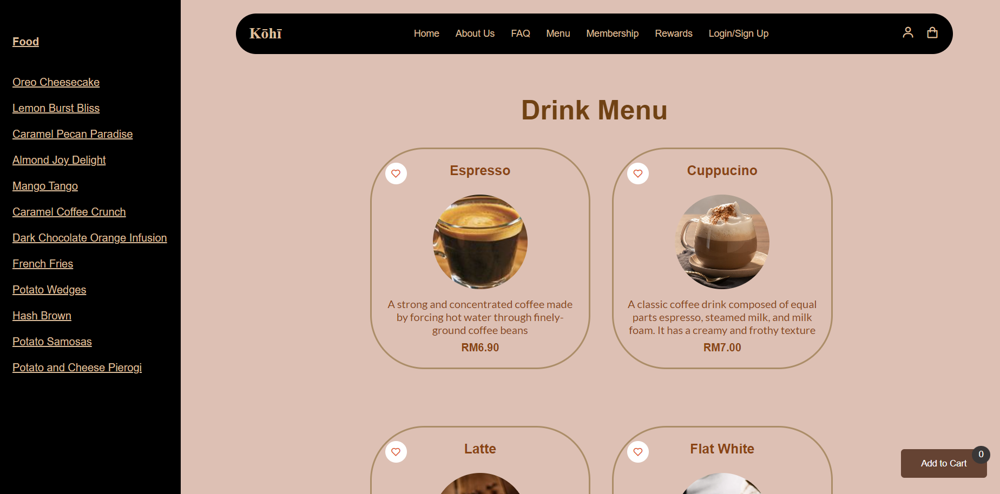 Food
Oreo Cheesecake
Lemon Burst Bliss
Caramel Pecan Paradise
Almond Joy Delight
Mango Tango
Caramel Coffee Crunch
Dark Chocolate Orange Infusion
French Fries
Potato Wedges
Hash Brown
Potato Samosas
Potato and Cheese Pierogi
Kōhī
Home About Us FAQ Menu Membership Rewards Login/Sign Up
Drink Menu
Espresso
A strong and concentrated coffee made
by forcing hot water through finely-
ground coffee beans
RM6.90
Cuppucino
A classic coffee drink composed of equal
parts espresso, steamed milk, and milk
foam. It has a creamy and frothy texture
RM7.00
Latte
Flat White
Add to Cart
0